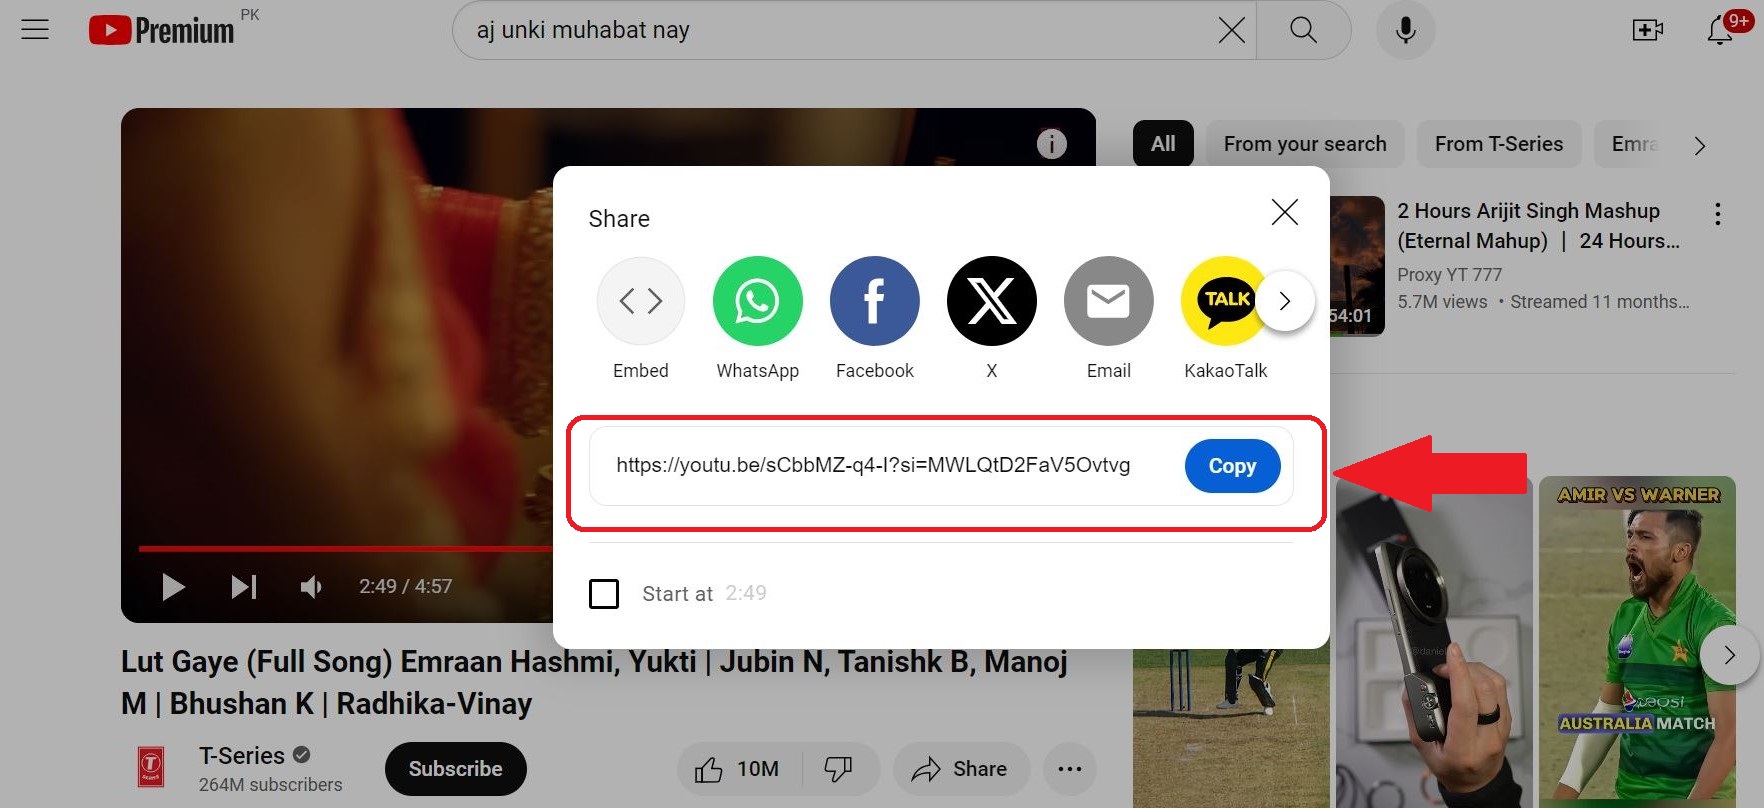 Premium PK
aj unki muhabat nay
9+
All
From your search
From T-Series
Emra
Share
Embed
WhatsApp
Facebook
X
Email
TALK
KakaoTalk
https://youtu.be/sCbbMZ-q4-I?si=MWLQtD2FaV5Ovtvg
Copy
Start at 2:49
2:49 / 4:57
Lut Gaye (Full Song) Emraan Hashmi, Yukti | Jubin N, Tanishk B, Manoj
M | Bhushan K | Radhika-Vinay
T-Series
264M subscribers
Subscribe
10M
Share
2 Hours Arijit Singh Mashup
(Eternal Mahup) | 24 Hours...
Proxy YT 777
5.7M views • Streamed 11 months...
54:01
AMIR VS WARNER
pepsi
AUSTRALIA MATCH